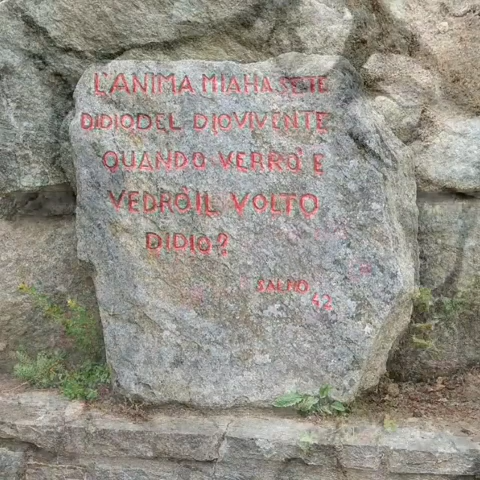 L'ANIMA MIA HA SETE
DI DIO DEL DIO VIVENTE
QUANDO VERRÒ E
VEDRÒ IL VOLTO
DI DIO?
SALMO
42